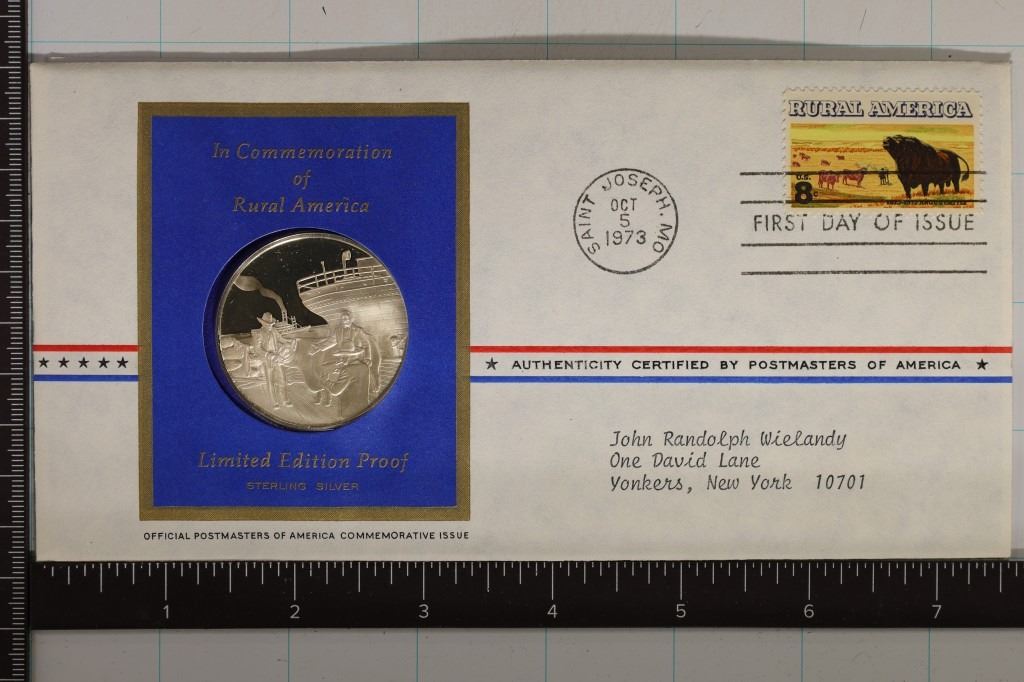 In Commemoration
of
Rural America
Limited Edition Proof
STERLING SILVER
OFFICIAL POSTMASTERS OF AMERICA COMMEMORATIVE ISSUE
SAINT JOSEPH, MO
OCT
5
1973
RURAL AMERICA
U.S.
8c
FIRST DAY OF ISSUE
★ AUTHENTICITY CERTIFIED BY POSTMASTERS OF AMERICA ★
John Randolph Wielandy
One David Lane
Yonkers, New York 10701
1 2 3 4 5 6 7